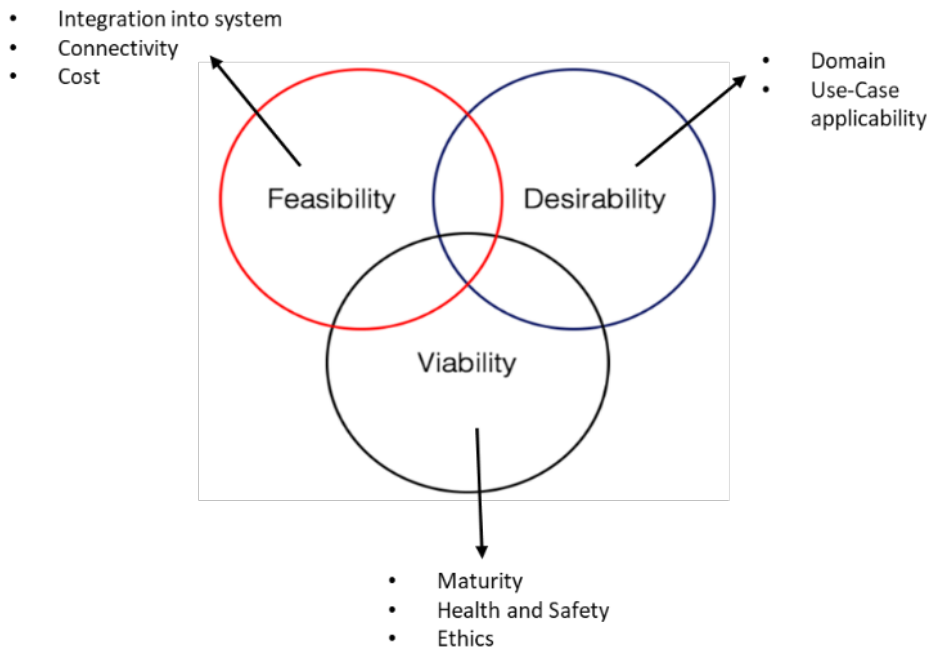 • Integration into system
• Connectivity
• Cost
• Domain
• Use-Case
applicability
Feasibility
Desirability
Viability
• Maturity
• Health and Safety
• Ethics